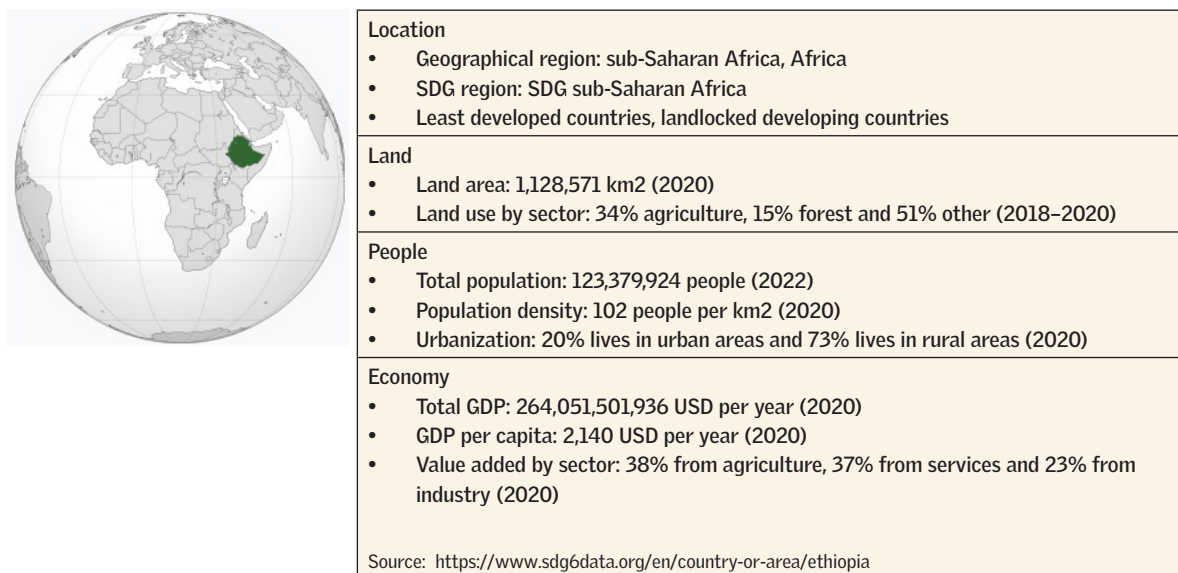 Location
• Geographical region: sub-Saharan Africa, Africa
• SDG region: SDG sub-Saharan Africa
• Least developed countries, landlocked developing countries
Land
• Land area: 1,128,571 km2 (2020)
• Land use by sector: 34% agriculture, 15% forest and 51% other (2018–2020)
People
• Total population: 123,379,924 people (2022)
• Population density: 102 people per km2 (2020)
• Urbanization: 20% lives in urban areas and 73% lives in rural areas (2020)
Economy
• Total GDP: 264,051,501,936 USD per year (2020)
• GDP per capita: 2,140 USD per year (2020)
• Value added by sector: 38% from agriculture, 37% from services and 23% from
industry (2020)
Source: https://www.sdg6data.org/en/country-or-area/ethiopia